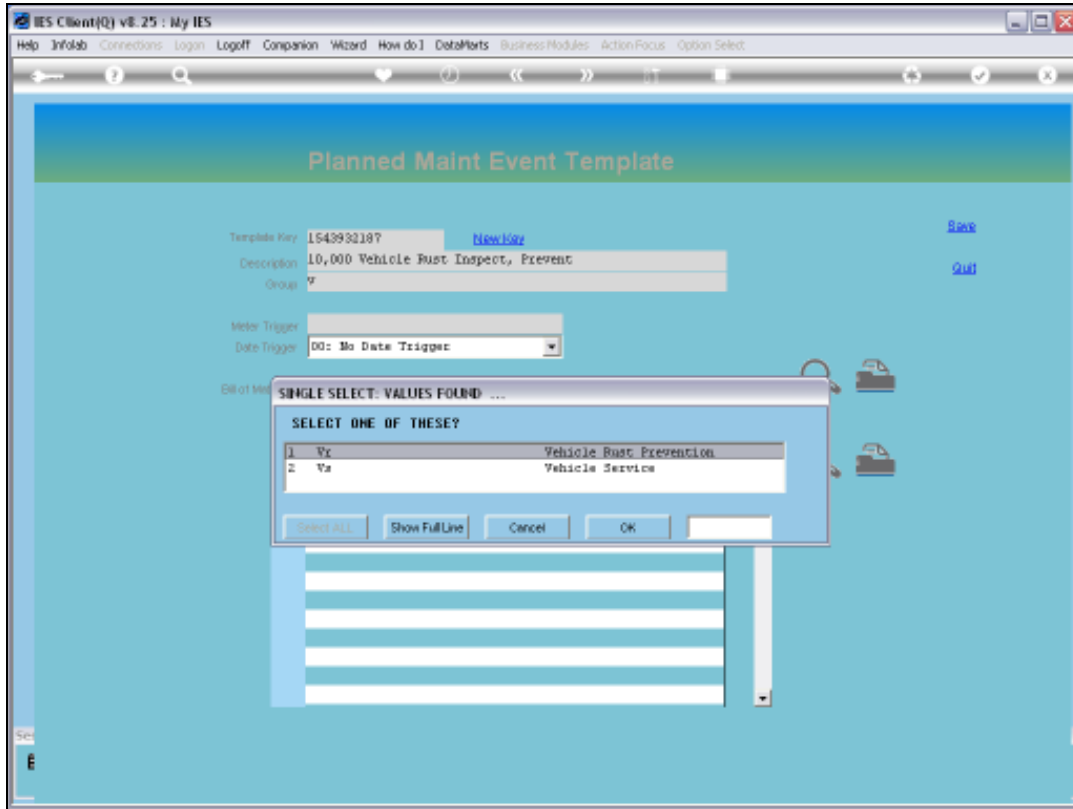 IES Client(Q) v8.25 : My IES
Help Infolab Connections Logon Logoff Companion Wizard How do I DataMarts Business Modules Action Focus Option Select
Planned Maint Event Template
Template Key 1543932187 New Key
Save
Description 10,000 Vehicle Rust Inspect, Prevent
Quit
Group V
Meter Trigger
Date Trigger 00: No Date Trigger
Bill of
SINGLE SELECT: VALUES FOUND ...
SELECT ONE OF THESE?
1 Vr Vehicle Rust Prevention
2 Vs Vehicle Service
Select ALL Show Full Line Cancel OK